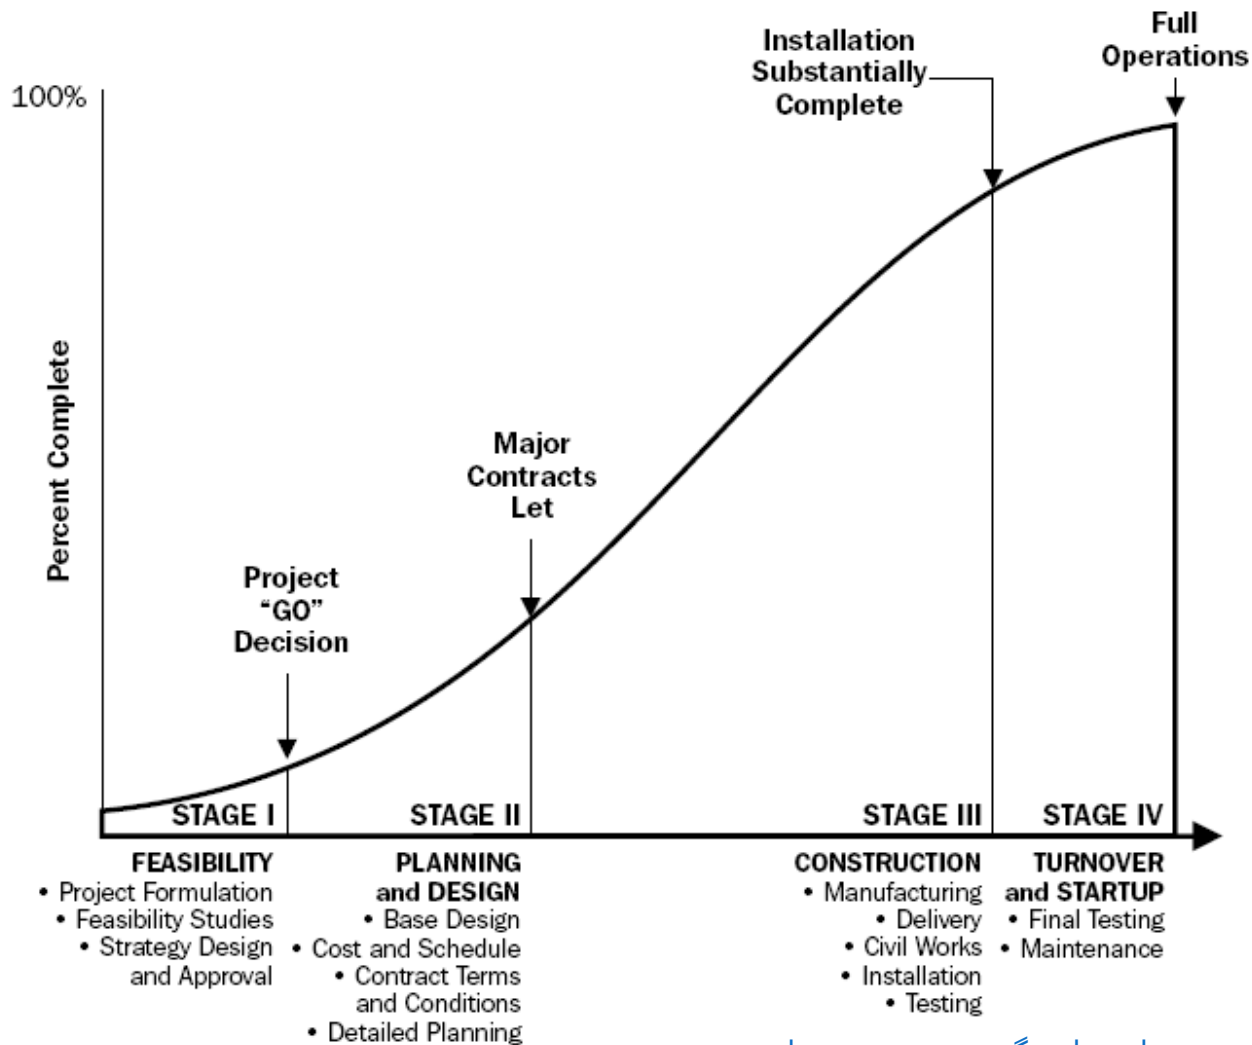 Full
Operations
Installation
Substantially
Complete
100%
Percent Complete
Major
Contracts
Let
Project
“GO”
Decision
STAGE I
STAGE II
STAGE III
STAGE IV
FEASIBILITY
• Project Formulation
• Feasibility Studies
• Strategy Design
and Approval
PLANNING
and DESIGN
• Base Design
• Cost and Schedule
• Contract Terms
and Conditions
• Detailed Planning
CONSTRUCTION
• Manufacturing
• Delivery
• Civil Works
• Installation
• Testing
TURNOVER
and STARTUP
• Final Testing
• Maintenance